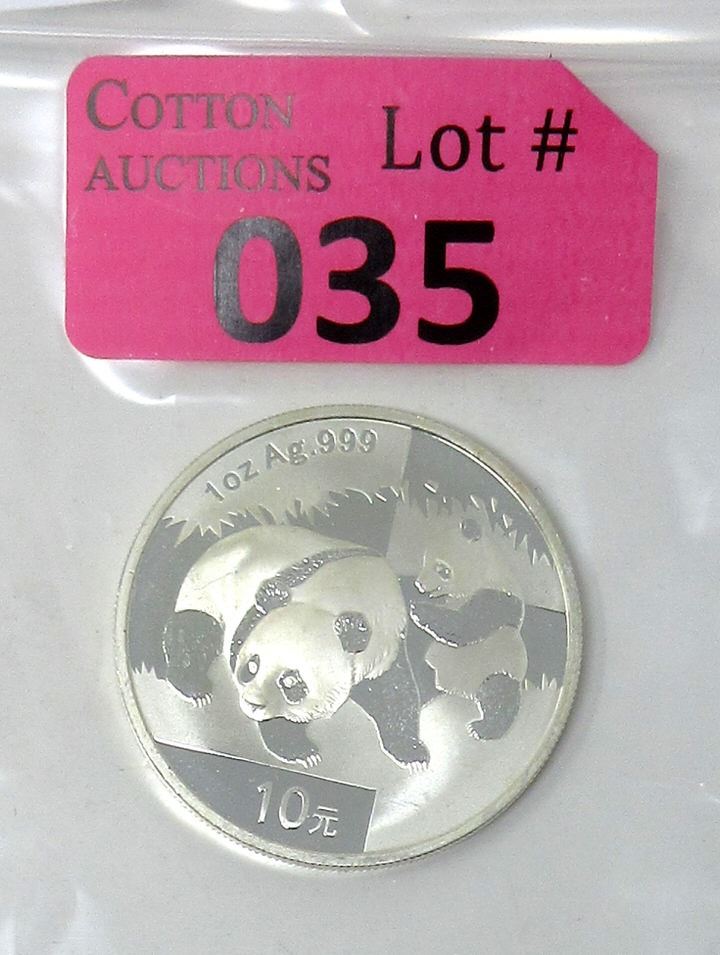 COTTON
AUCTIONS
Lot #
035
1oz Ag.999
10元